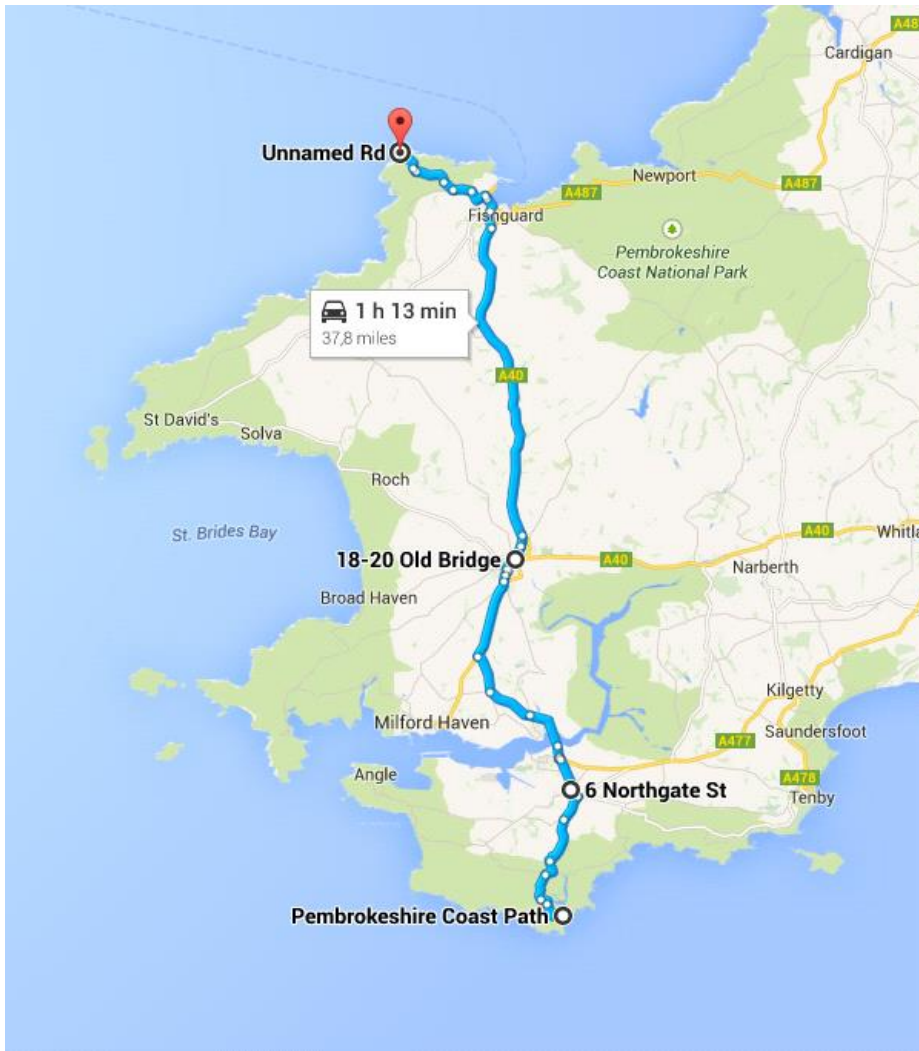 A48
Cardigan
Unnamed Rd
Newport
A487
A487
Fishguard
Pembrokeshire
Coast National Park
1 h 13 min
37,8 miles
A40
St David's
Solva
Roch
St. Brides Bay
A40
Whitla
18-20 Old Bridge
A40
Narberth
Broad Haven
Kilgetty
Milford Haven
Saundersfoot
A477
Angle
A478
6 Northgate St
Tenby
Pembrokeshire Coast Path